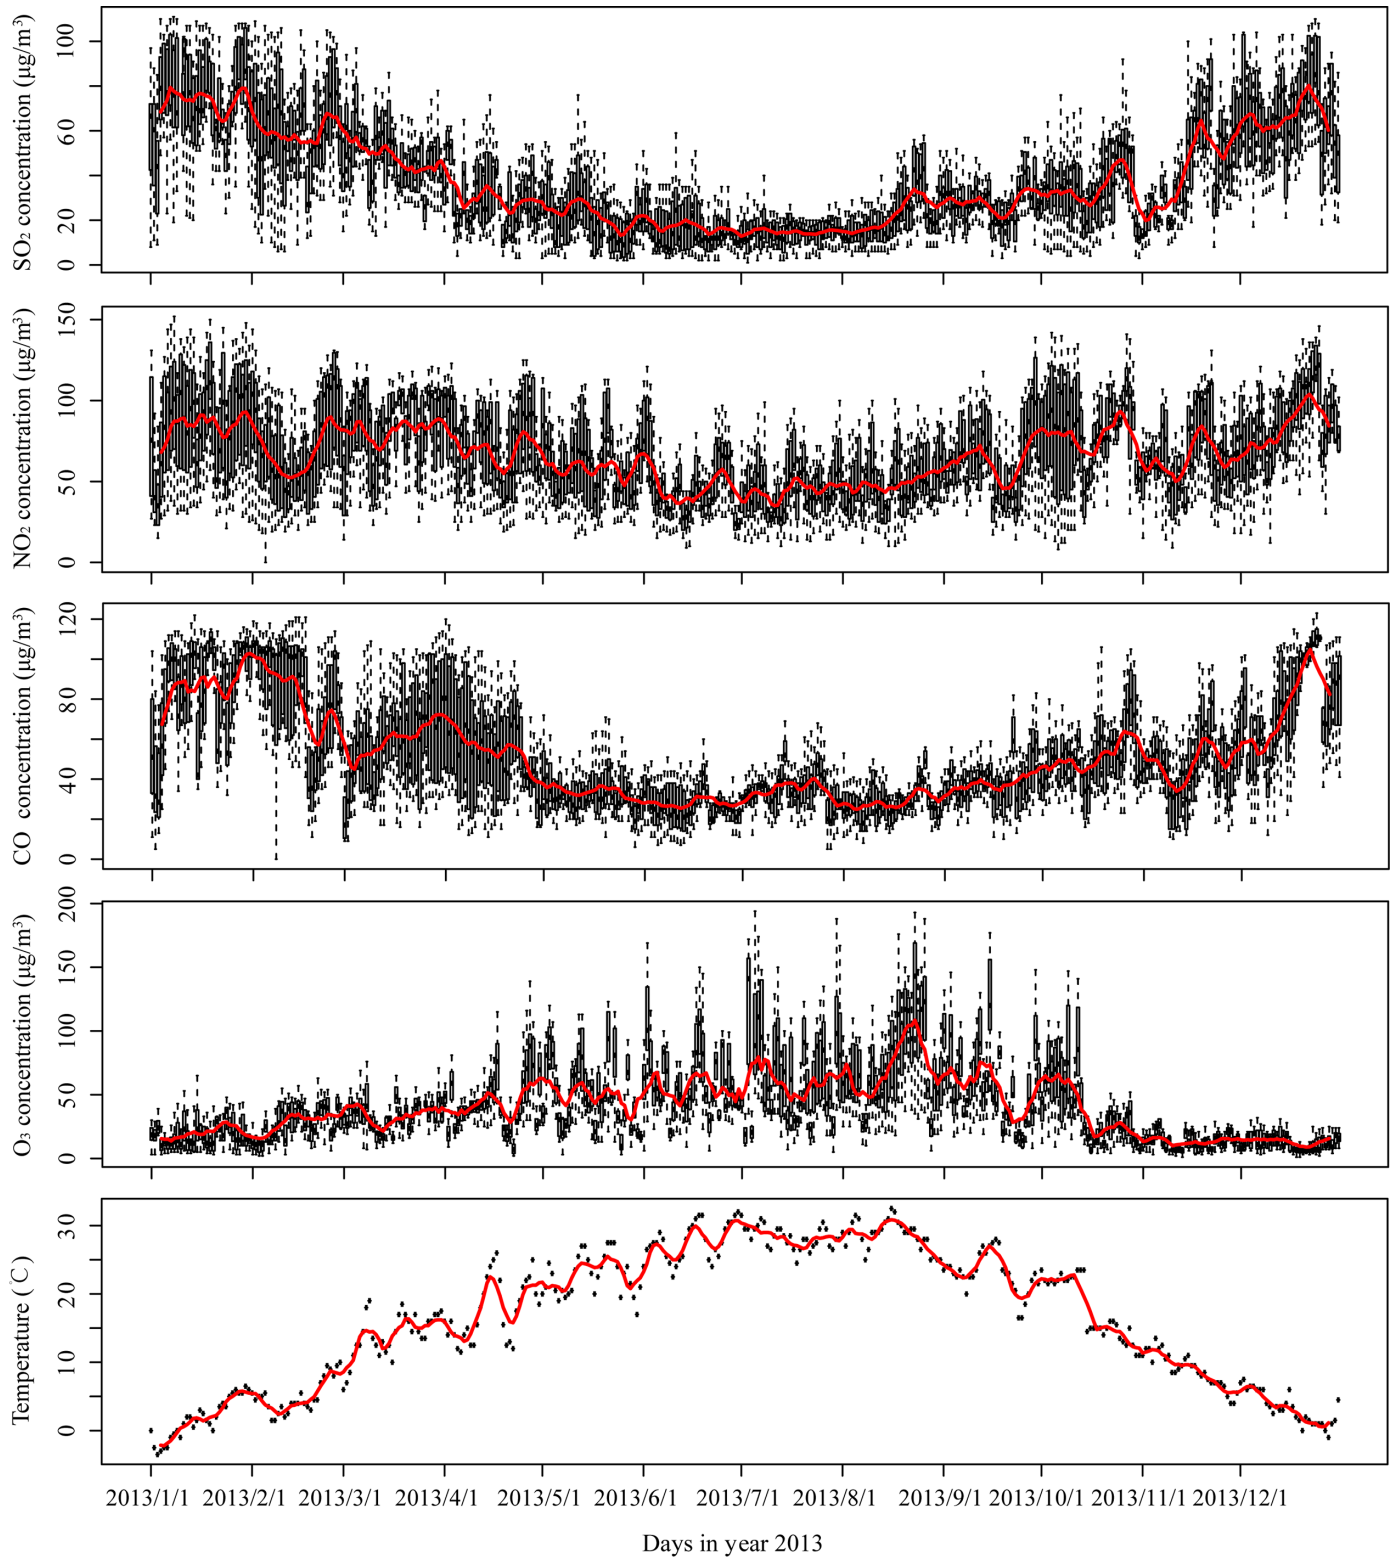 SO₂ concentration (μg/m³)
0 20 60 100
NO₂ concentration (μg/m³)
0 50 100 150
CO concentration (μg/m³)
0 40 80 120
O₃ concentration (μg/m³)
0 50 100 150 200
Temperature (℃)
0 10 20 30
2013/1/1 2013/2/1 2013/3/1 2013/4/1 2013/5/1 2013/6/1 2013/7/1 2013/8/1 2013/9/1 2013/10/1 2013/11/1 2013/12/1
Days in year 2013